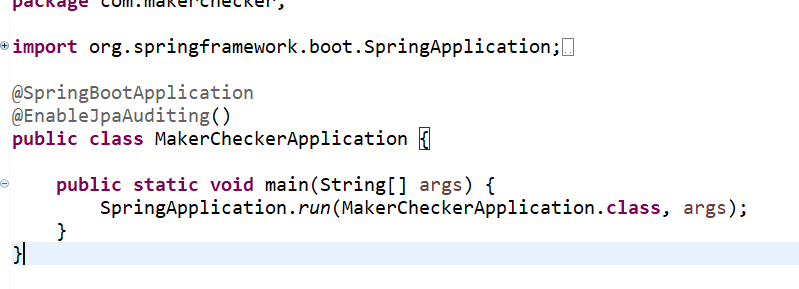 package com.makerchecker;
import org.springframework.boot.SpringApplication;
@SpringBootApplication
@EnableJpaAuditing()
public class MakerCheckerApplication {
public static void main(String[] args) {
SpringApplication.run(MakerCheckerApplication.class, args);
}
}